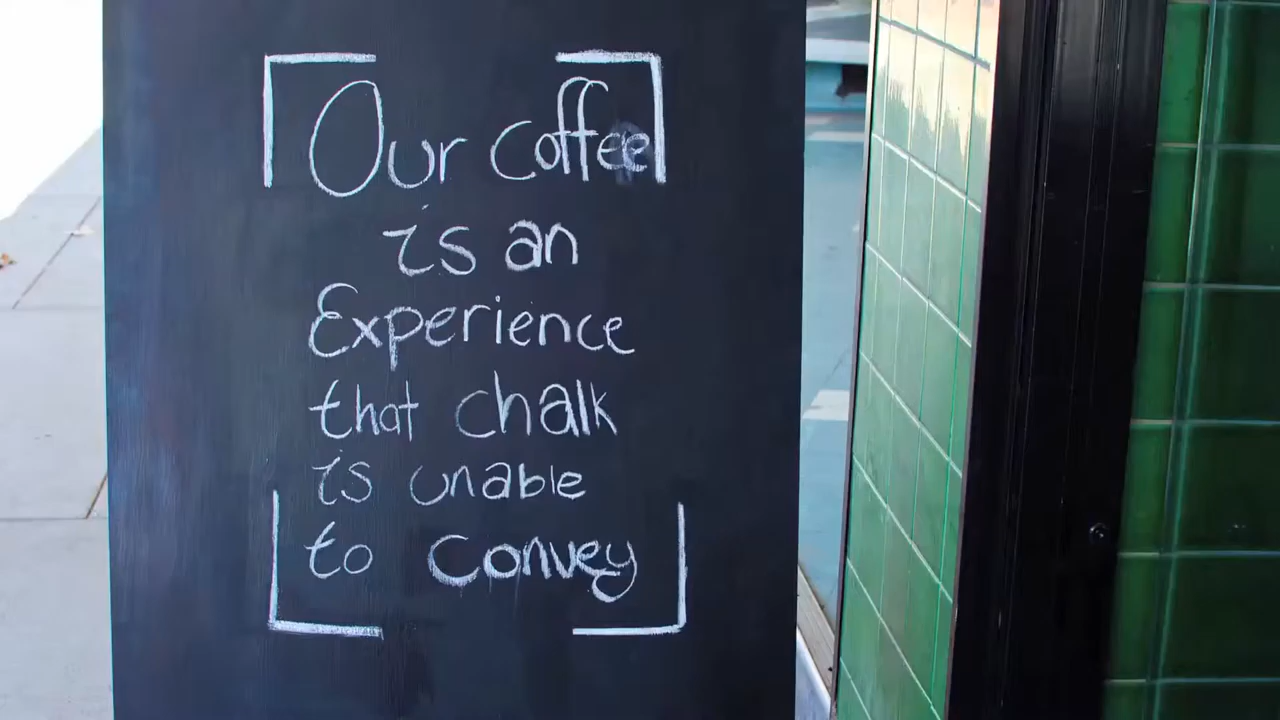 Our coffee
is an
Experience
that chalk
is unable
to convey